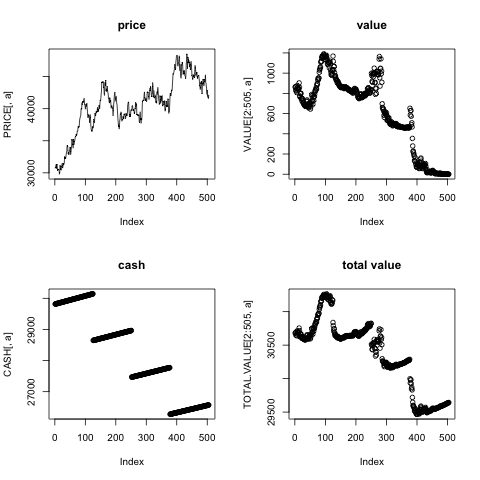 price
PRICE[, a]
30000 40000
0 100 200 300 400 500
Index
value
VALUE[2:505, a]
0 200 600 1000
0 100 200 300 400 500
Index
cash
CASH[, a]
27000 29000
0 100 200 300 400 500
Index
total value
TOTAL.VALUE[2:505, a]
29500 30500
0 100 200 300 400 500
Index